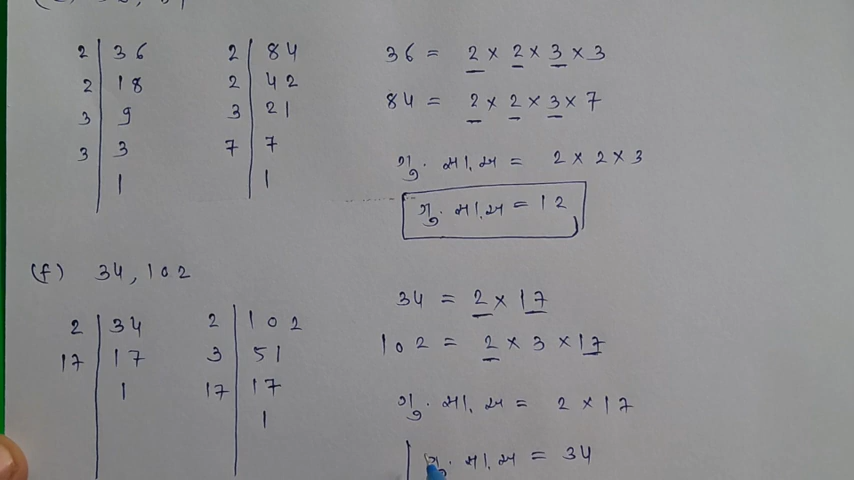 2 | 36
2 | 18
3 | 9
3 | 3
1
2 | 84
2 | 42
3 | 21
7 | 7
1
36 = 2 × 2 × 3 × 3
84 = 2 × 2 × 3 × 7
ગુ. સા.અ = 2 × 2 × 3
ગુ. સા.અ = 12
(f) 34, 102
2 | 34
17 | 17
1
2 | 102
3 | 51
17 | 17
1
34 = 2 × 17
102 = 2 × 3 × 17
ગુ. સા.અ = 2 × 17
ગુ. સા.અ = 34